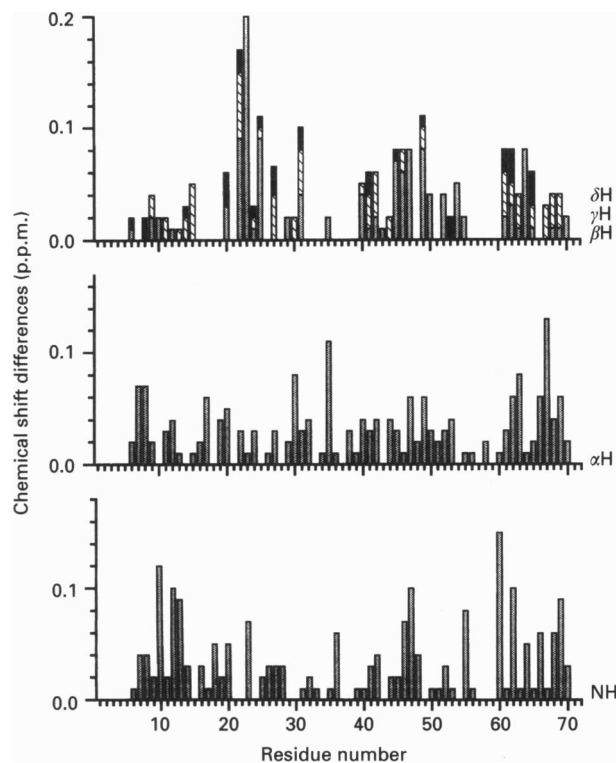 0.2
0.1
0.0
δH
γH
βH
0.1
0.0
αH
0.1
0.0
NH
10 20 30 40 50 60 70
Residue number
Chemical shift differences (p.p.m.)